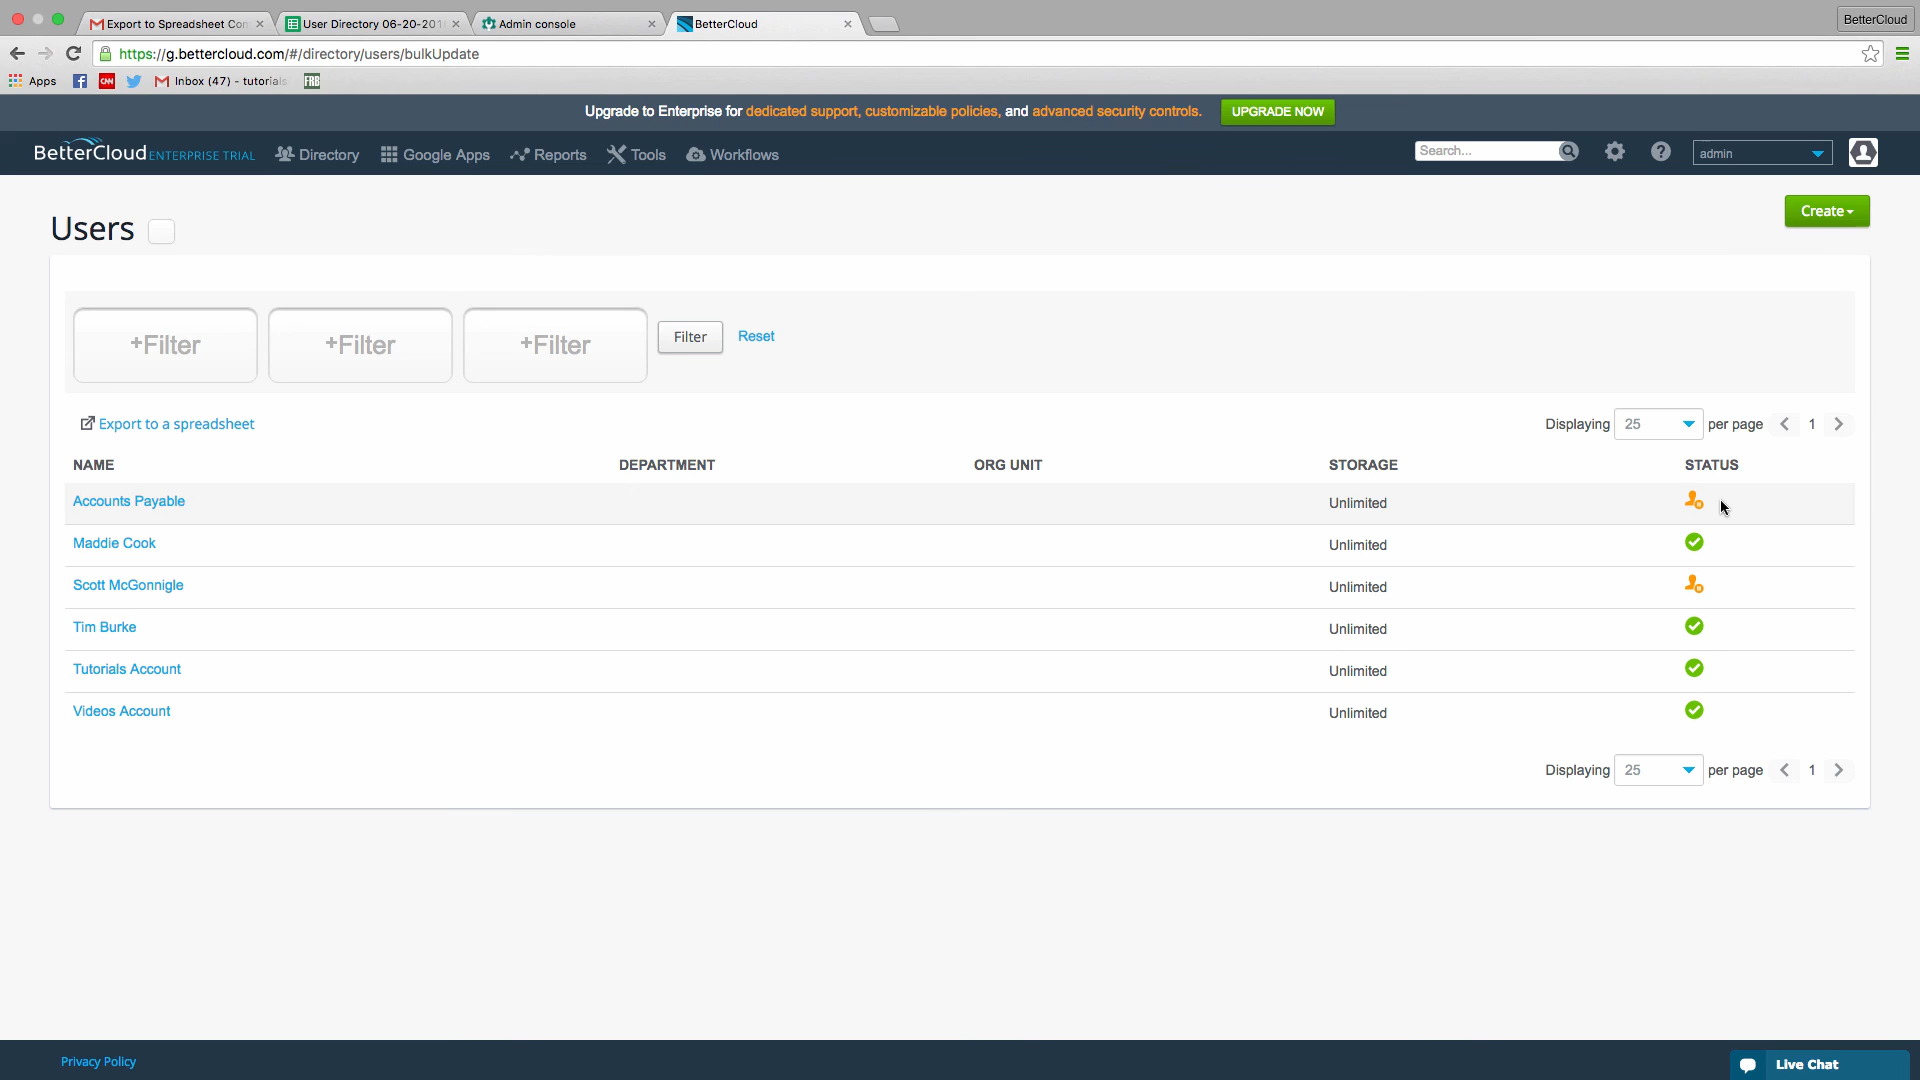 Export to Spreadsheet Con
User Directory 06-20-201
Admin console
BetterCloud
BetterCloud
https://g.bettercloud.com/#/directory/users/bulkUpdate
Apps
CNN
Inbox (47) - tutorials
FRB
Upgrade to Enterprise for dedicated support, customizable policies, and advanced security controls.
UPGRADE NOW
BetterCloud ENTERPRISE TRIAL
Directory
Google Apps
Reports
Tools
Workflows
Search...
admin
Users
Create
+Filter
+Filter
+Filter
Filter
Reset
Export to a spreadsheet
Displaying 25 per page 1
NAME DEPARTMENT ORG UNIT STORAGE STATUS
Accounts Payable Unlimited
Maddie Cook Unlimited
Scott McGonnigle Unlimited
Tim Burke Unlimited
Tutorials Account Unlimited
Videos Account Unlimited
Displaying 25 per page 1
Privacy Policy
Live Chat